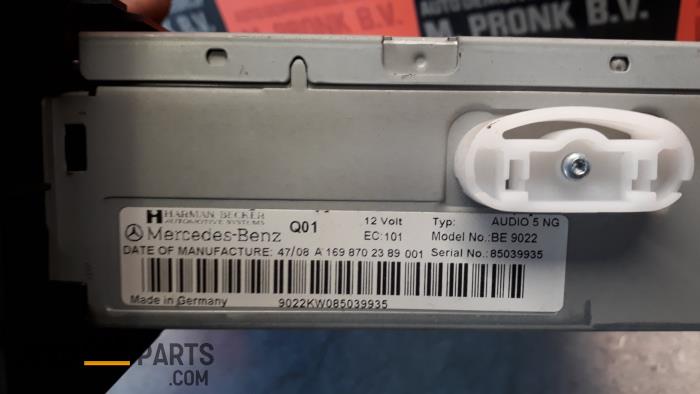 M. PRONK B.V.
M. PRONK B.V.
HARMAN BECKER
AUTOMOTIVE SYSTEMS
Mercedes-Benz
Q01
12 Volt
Typ: AUDIO 5 NG
EC:101
Model No.:BE 9022
DATE OF MANUFACTURE: 47/08 A 169 870 23 89 001 Serial No.:85039935
Made in Germany
9022KW085039935
PARTS
.COM